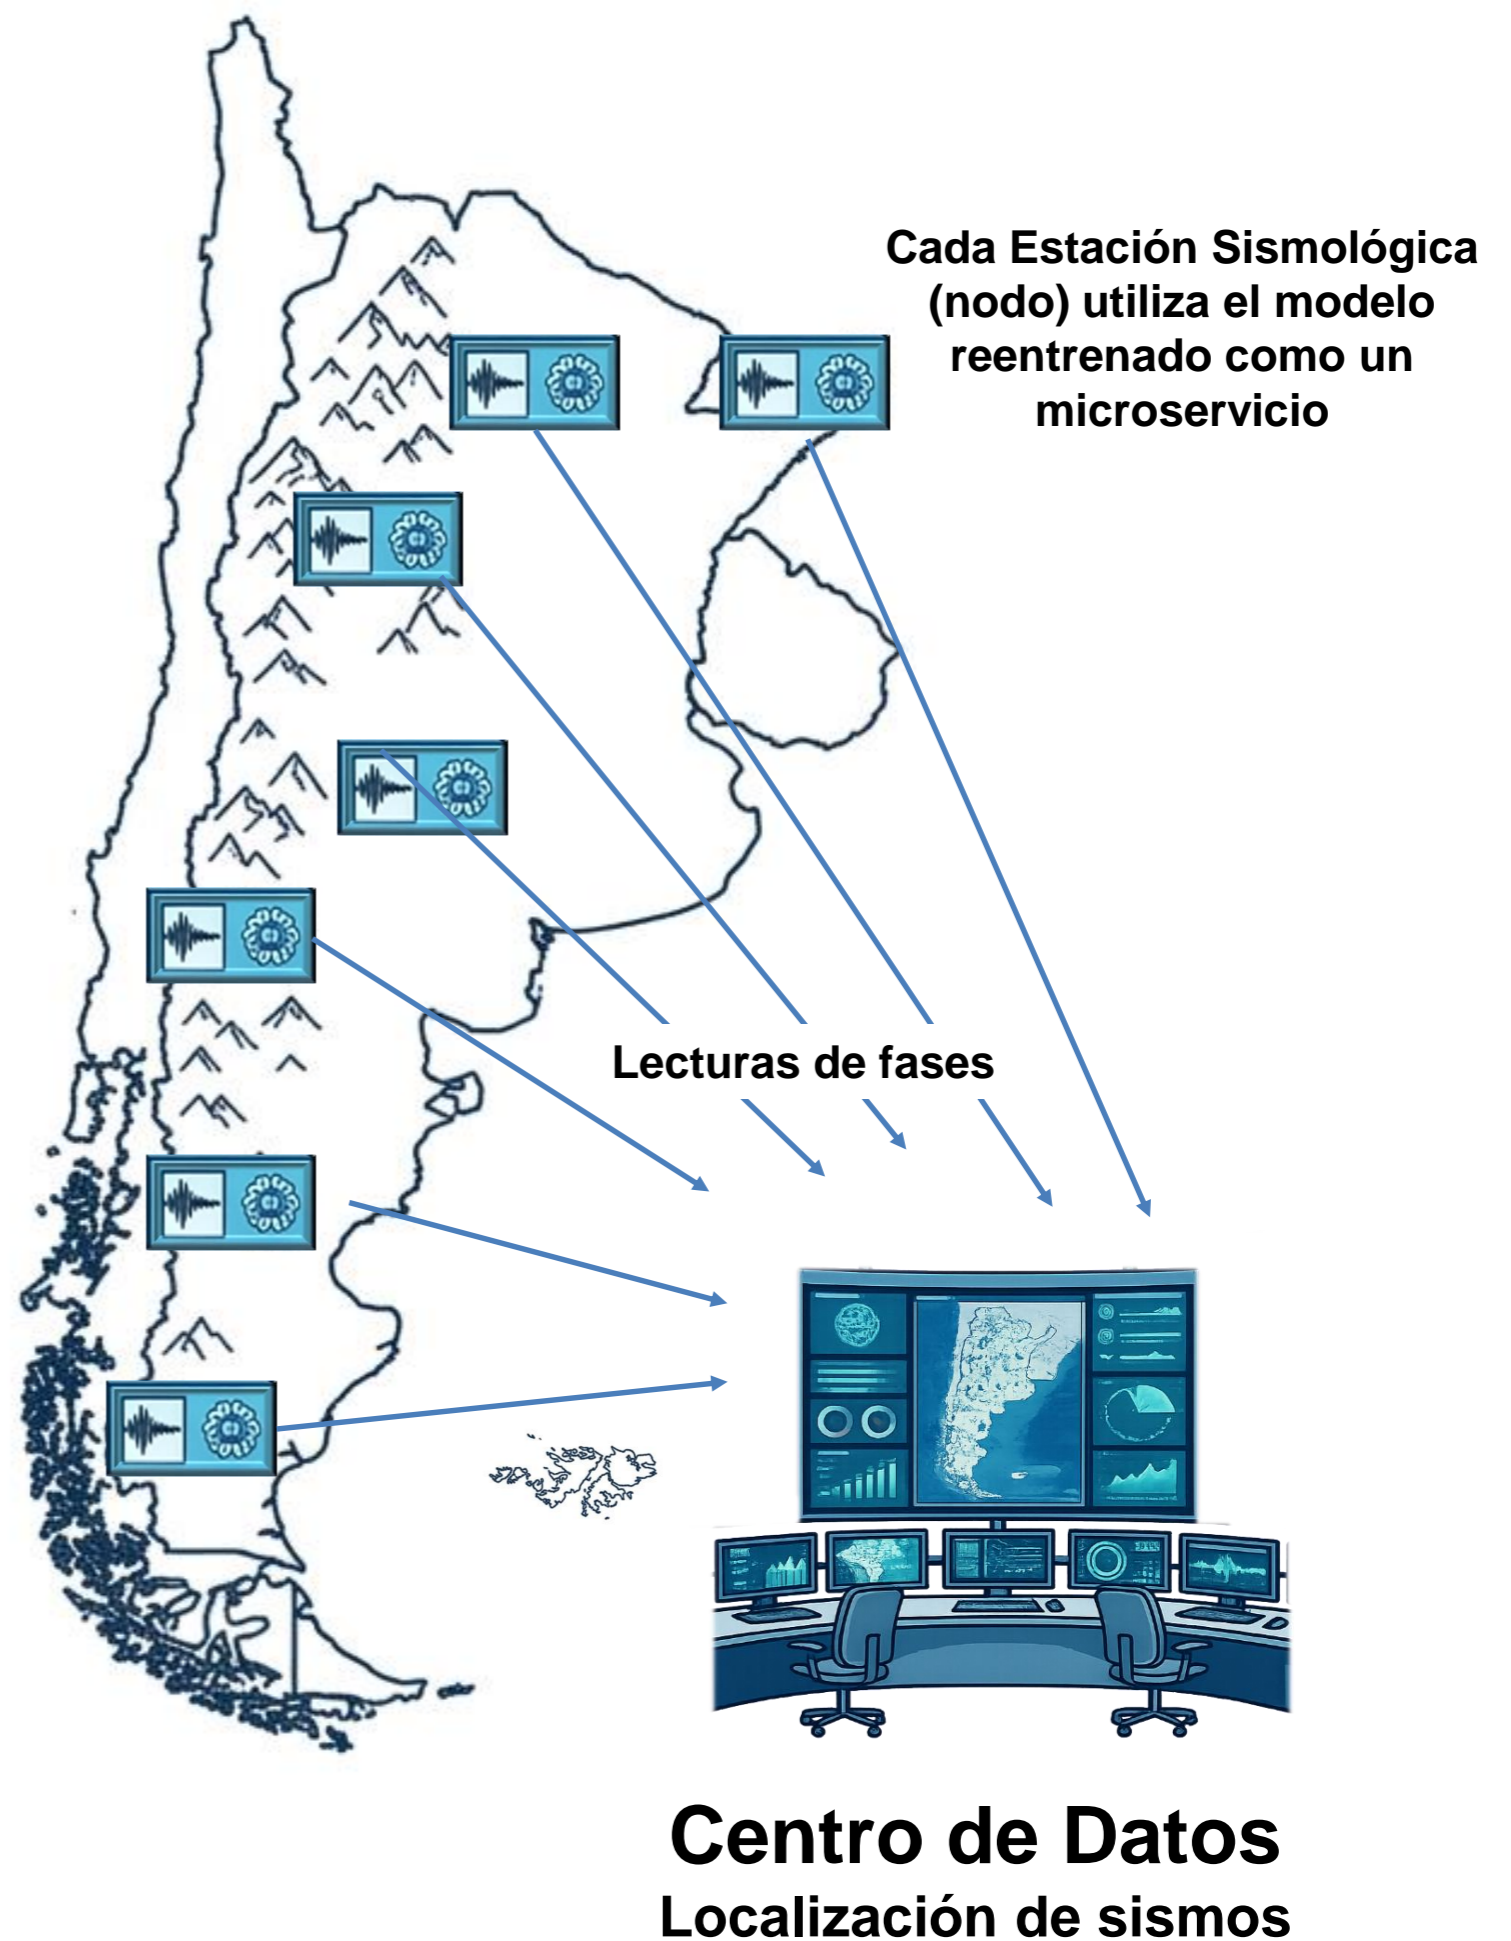 Cada Estación Sismológica
(nodo) utiliza el modelo
reentrenado como un
microservicio
Lecturas de fases
Centro de Datos
Localización de sismos